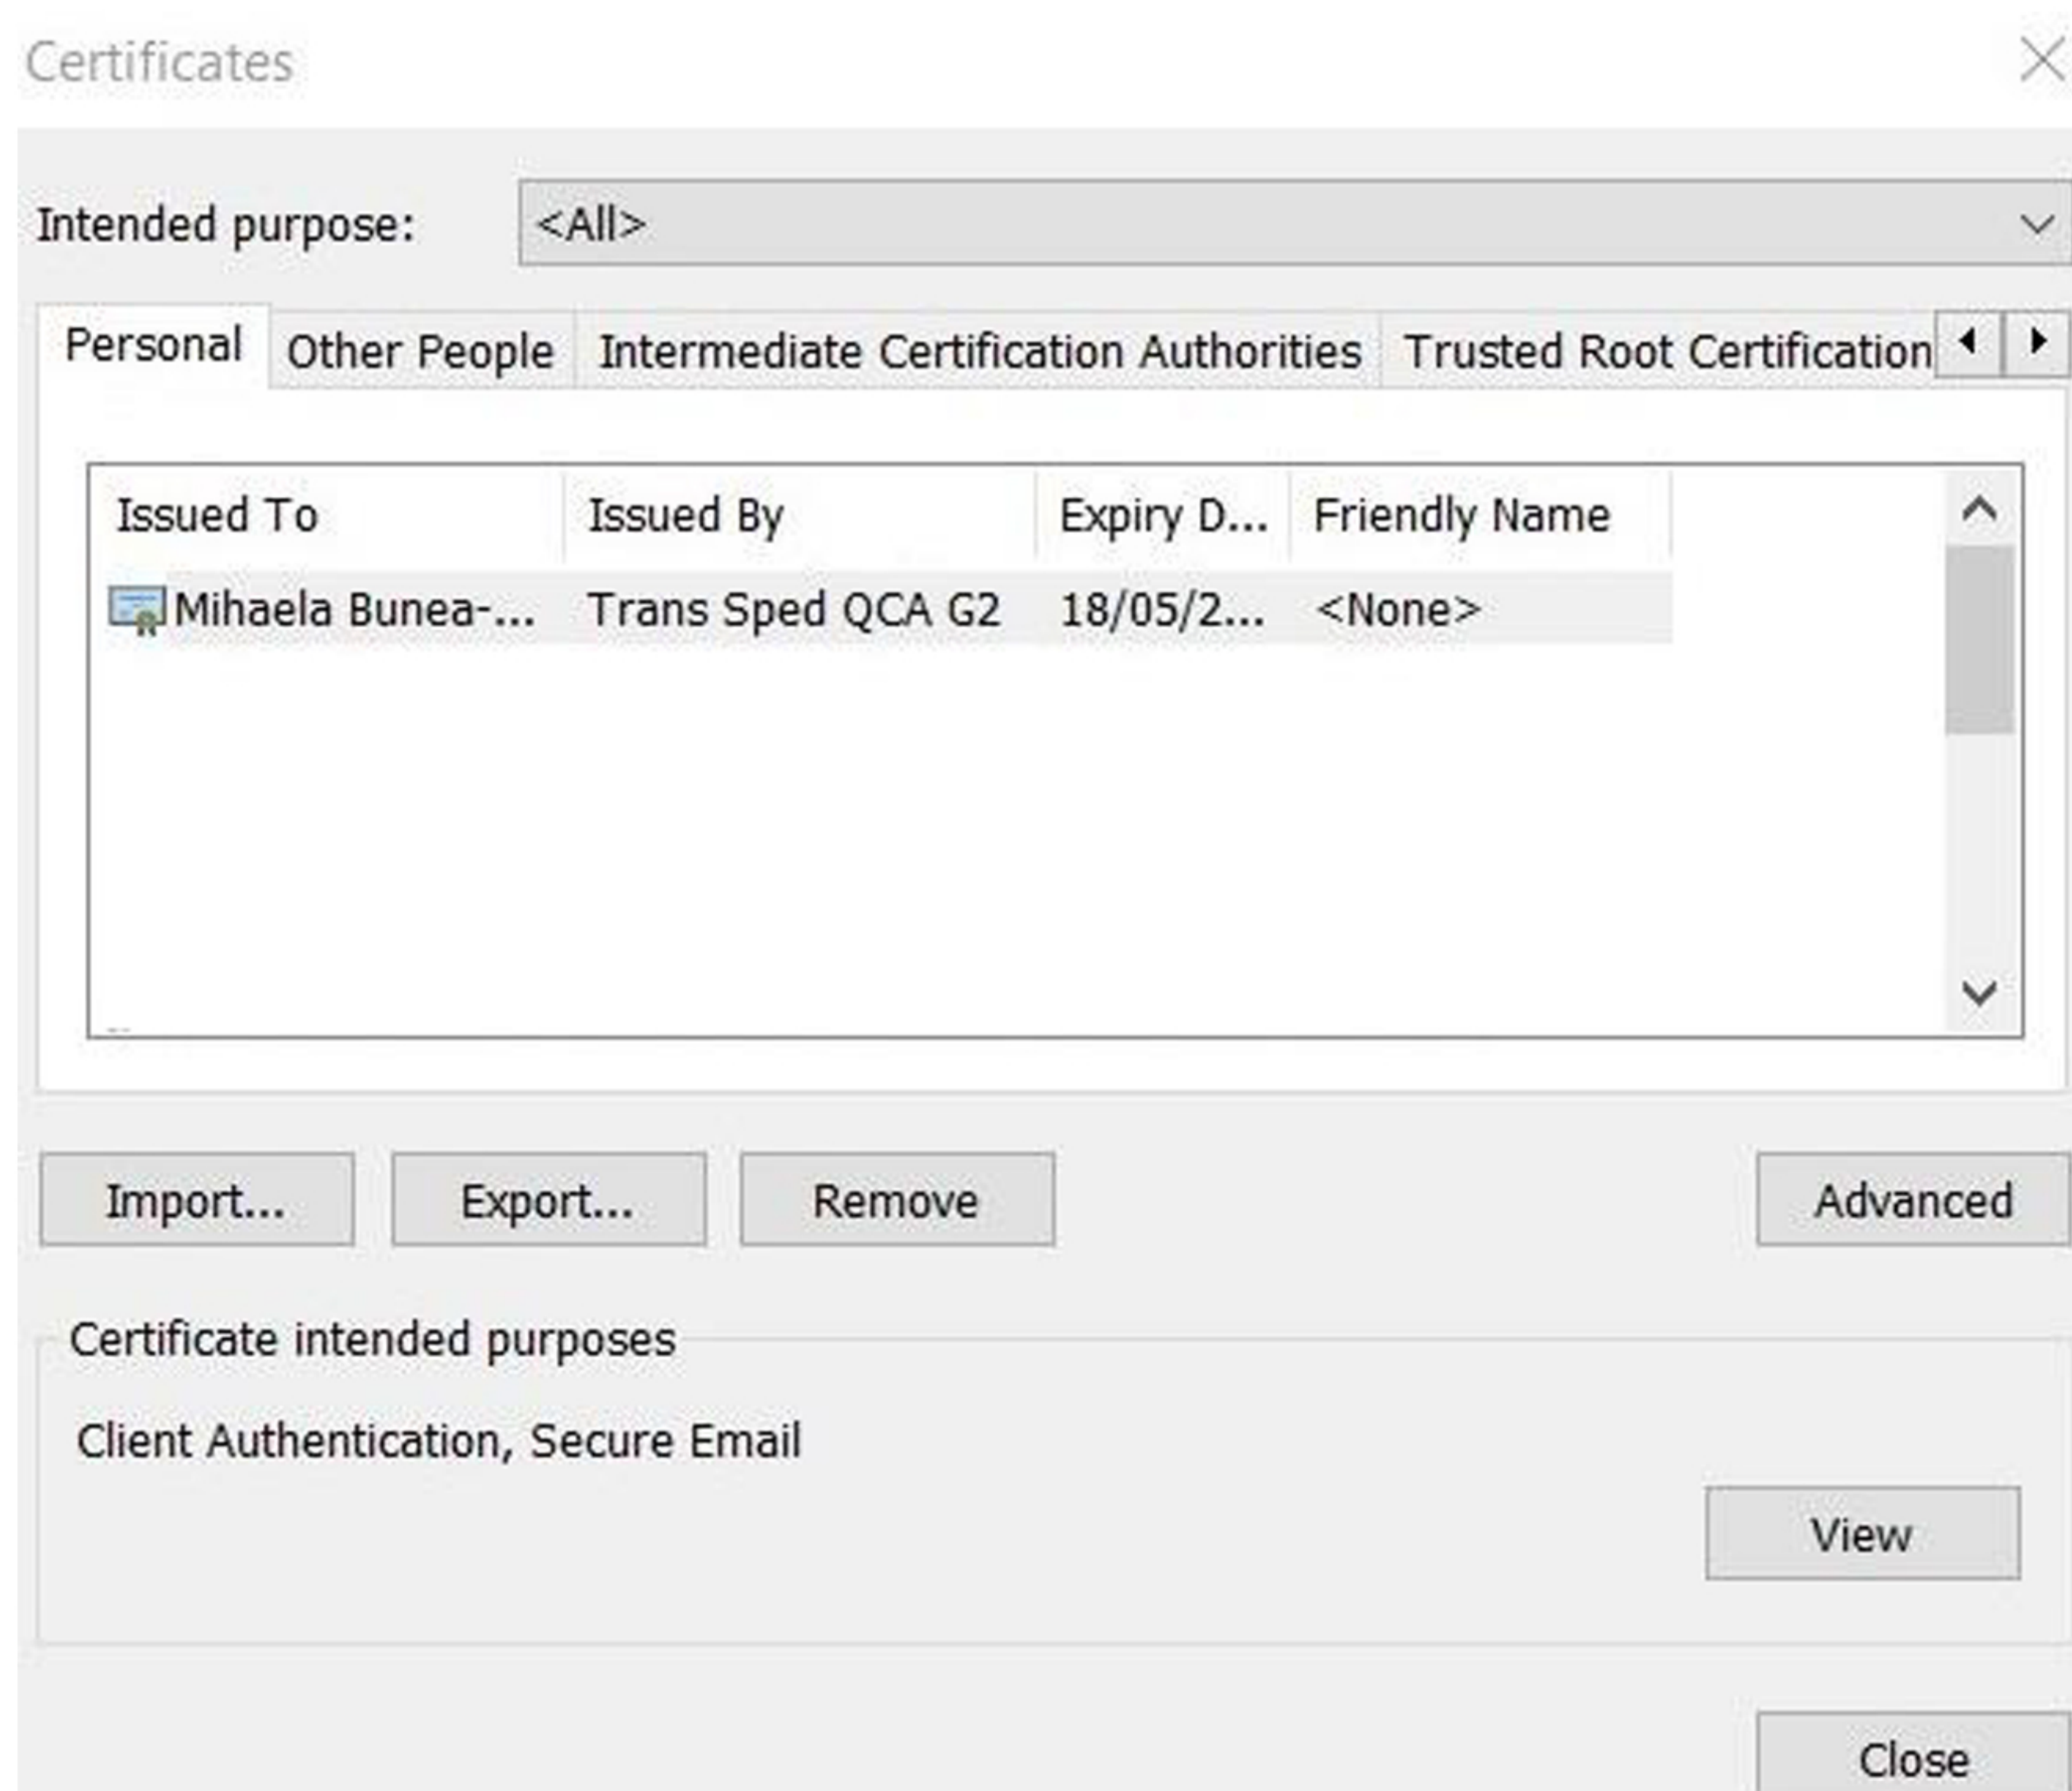 Certificates
Intended purpose: <All>
Personal Other People Intermediate Certification Authorities Trusted Root Certification
Issued To Issued By Expiry D... Friendly Name
Mihaela Bunea-... Trans Sped QCA G2 18/05/2... <None>
Import... Export... Remove Advanced
Certificate intended purposes
Client Authentication, Secure Email
View
Close